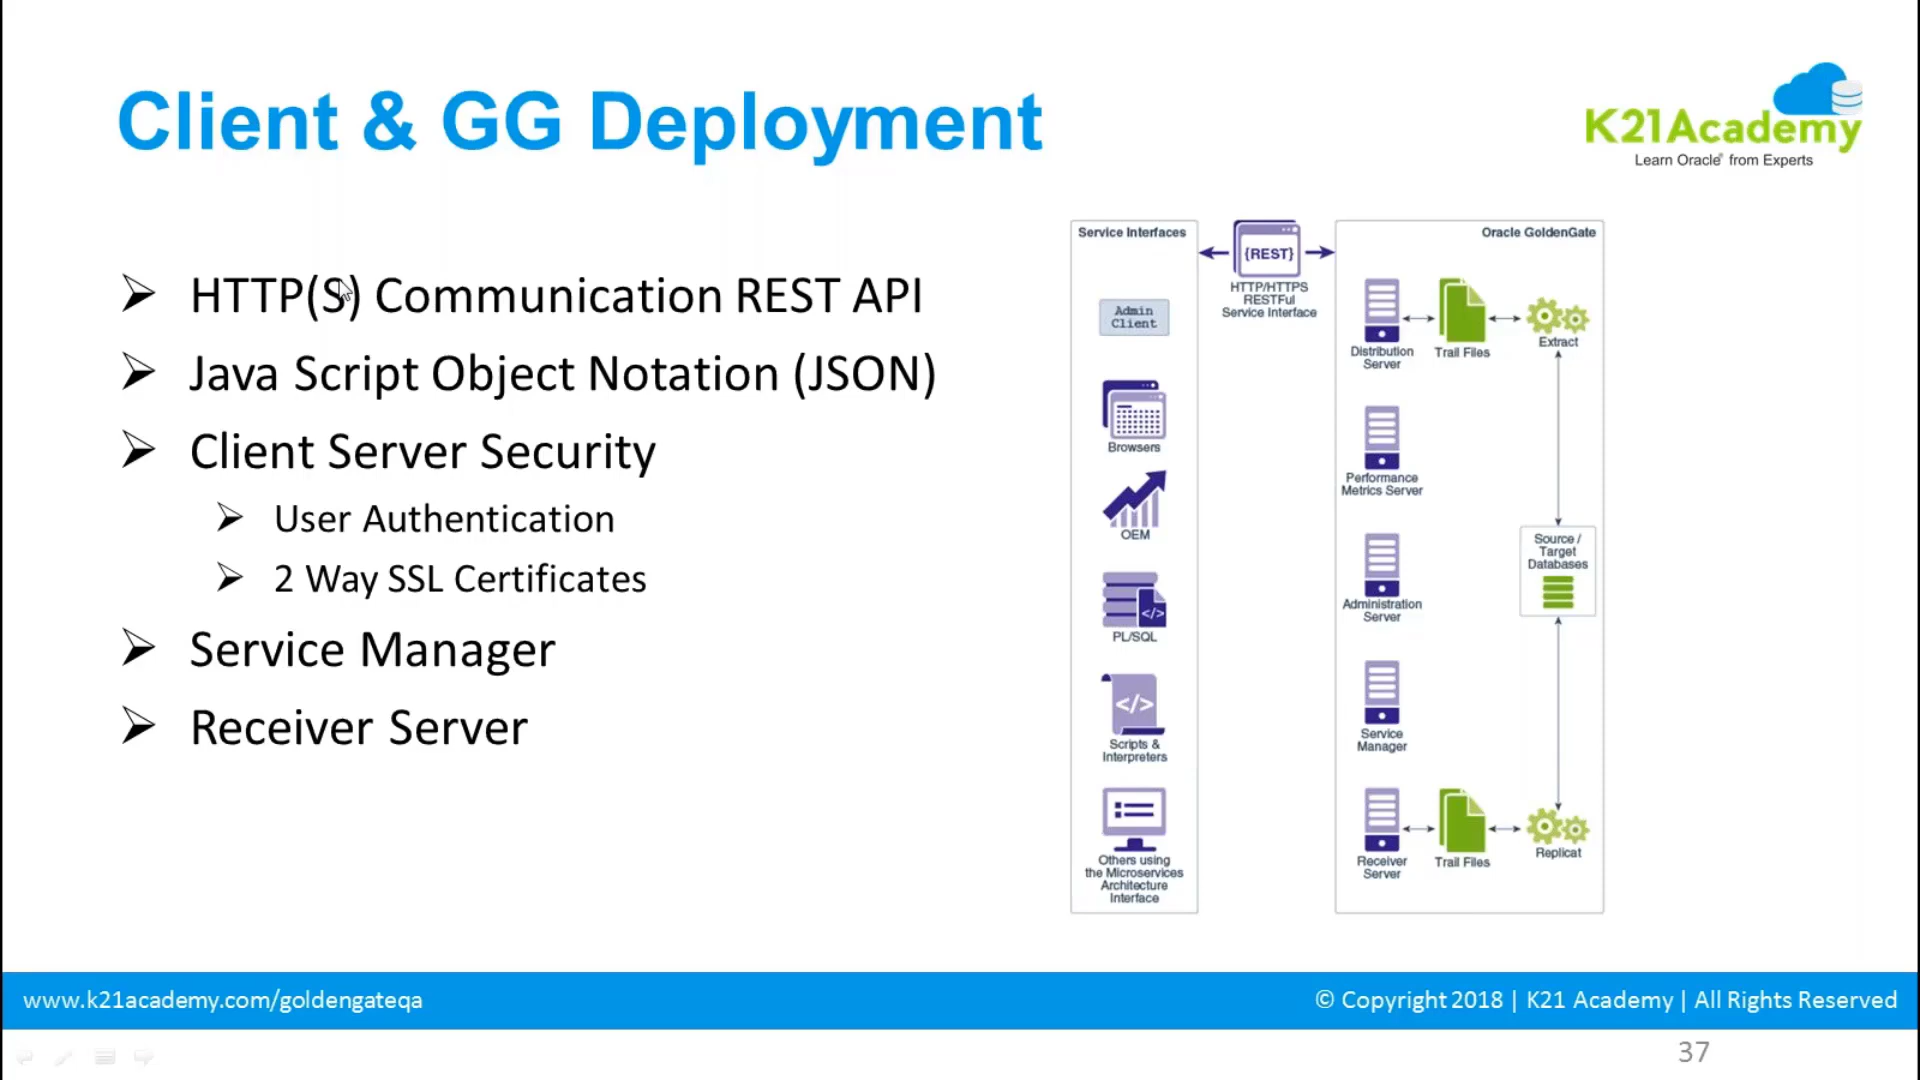 Client & GG Deployment
K21Academy
Learn Oracle® from Experts
➢ HTTP(S) Communication REST API
➢ Java Script Object Notation (JSON)
➢ Client Server Security
➢ User Authentication
➢ 2 Way SSL Certificates
➢ Service Manager
➢ Receiver Server
Service Interfaces
Admin
Client
Browsers
OEM
</>
PL/SQL
</>
Scripts &
Interpreters
Others using
the Microservices
Architecture
Interface
{REST}
HTTP/HTTPS
RESTFul
Service Interface
Oracle GoldenGate
Distribution
Server
Trail Files
Extract
Performance
Metrics Server
Source /
Target
Databases
Administration
Server
Service
Manager
Receiver
Server
Trail Files
Replicat
www.k21academy.com/goldengateqa
© Copyright 2018 | K21 Academy | All Rights Reserved
37